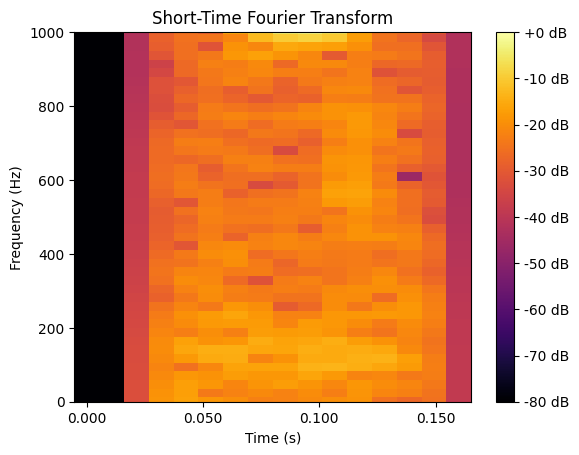 Short-Time Fourier Transform
1000
800
600
400
200
0
Frequency (Hz)
0.000
0.050
0.100
0.150
Time (s)
+0 dB
-10 dB
-20 dB
-30 dB
-40 dB
-50 dB
-60 dB
-70 dB
-80 dB